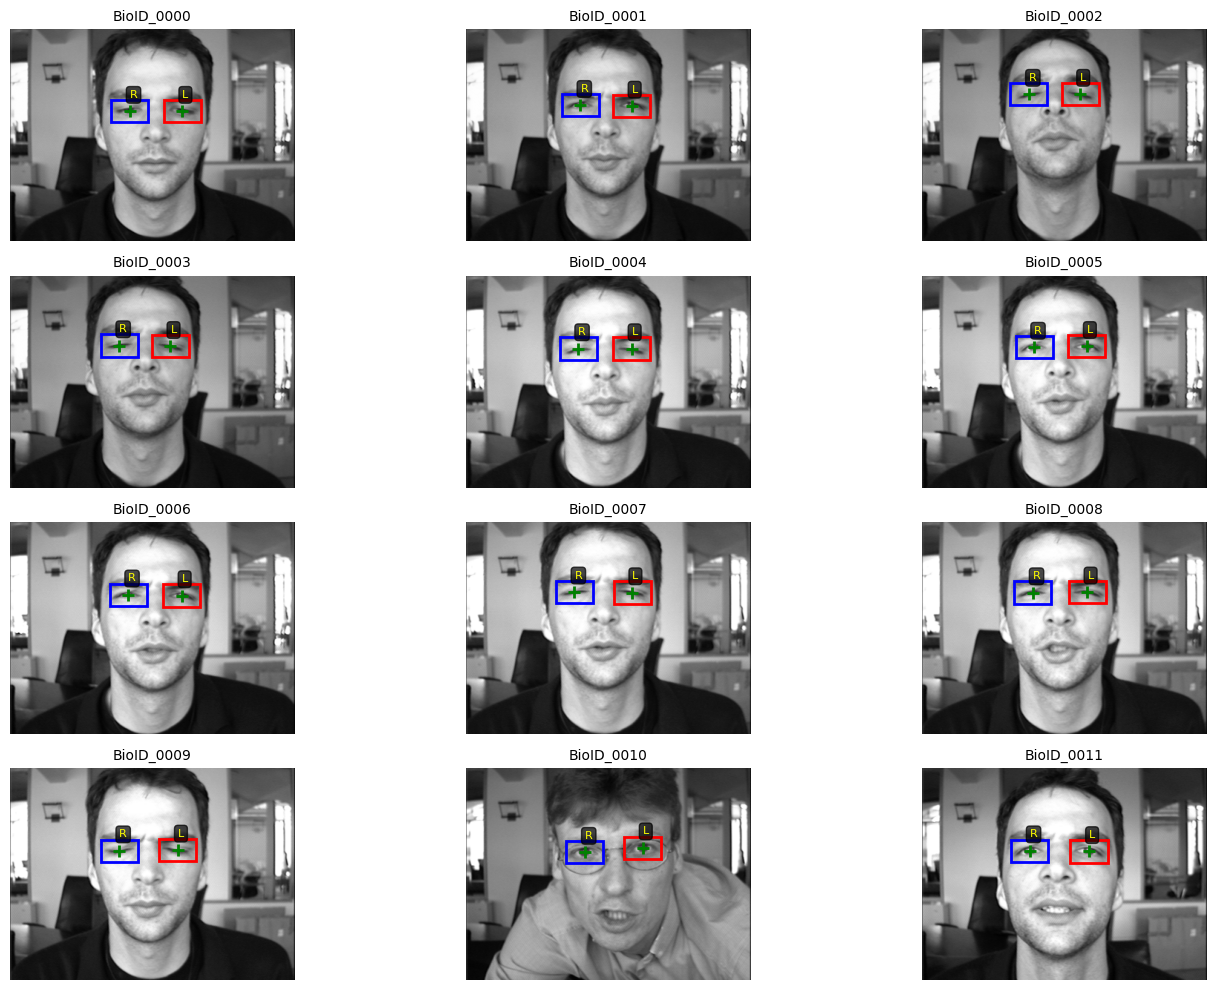 BioID_0000
R L
BioID_0001
R L
BioID_0002
R L
BioID_0003
R L
BioID_0004
R L
BioID_0005
R L
BioID_0006
R L
BioID_0007
R L
BioID_0008
R L
BioID_0009
R L
BioID_0010
R L
BioID_0011
R L